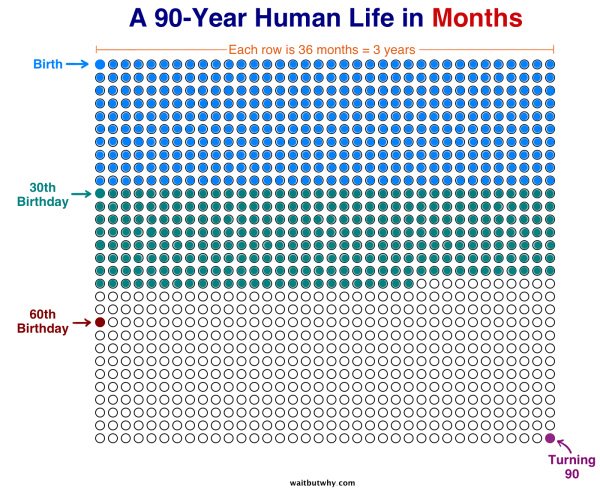 A 90-Year Human Life in Months
Each row is 36 months = 3 years
Birth
30th
Birthday
60th
Birthday
Turning
90
waitbutwhy.com